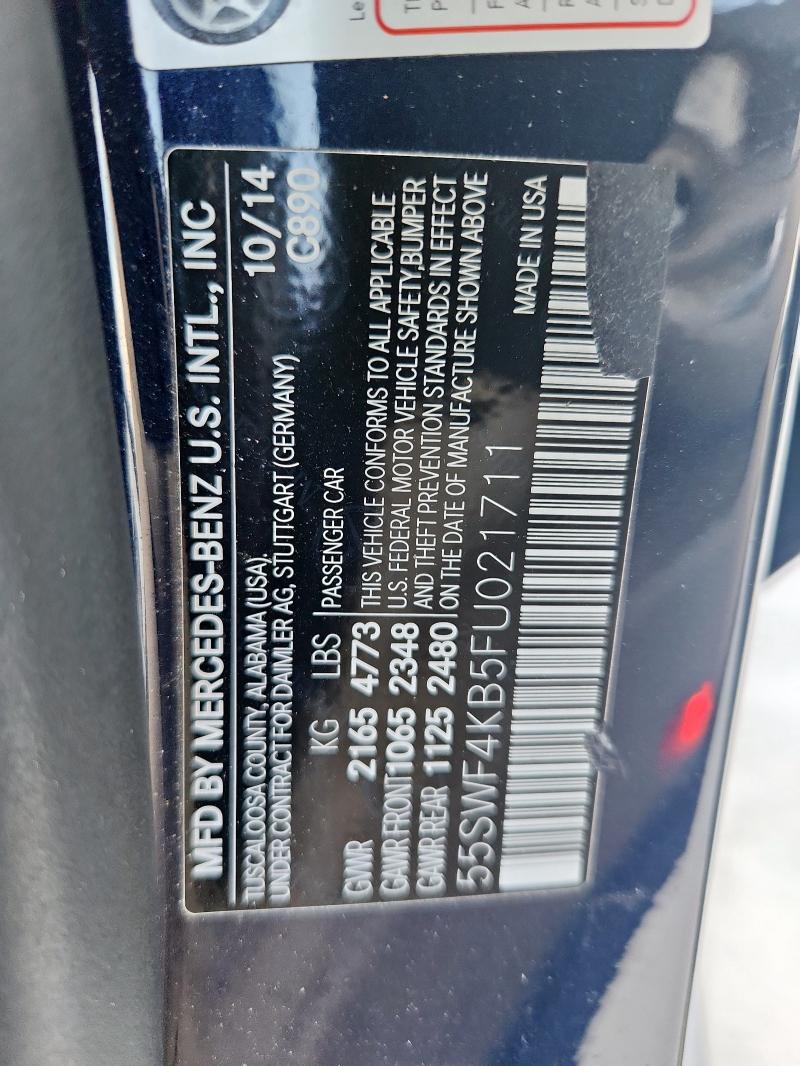 MFD BY MERCEDES-BENZ U.S. INTL., INC
TUSCALOOSA COUNTY, ALABAMA (USA) 10/14
UNDER CONTRACT FOR DAIMLER AG, STUTTGART (GERMANY) C890
KG LBS PASSENGER CAR
GWR 2165 4773 THIS VEHICLE CONFORMS TO ALL APPLICABLE
GAWR FRONT 1065 2348 U.S. FEDERAL MOTOR VEHICLE SAFETY,BUMPER
GAWR REAR 1125 2480 AND THEFT PREVENTION STANDARDS IN EFFECT
ON THE DATE OF MANUFACTURE SHOWN ABOVE
55SWF4KB5FU021711 MADE IN USA